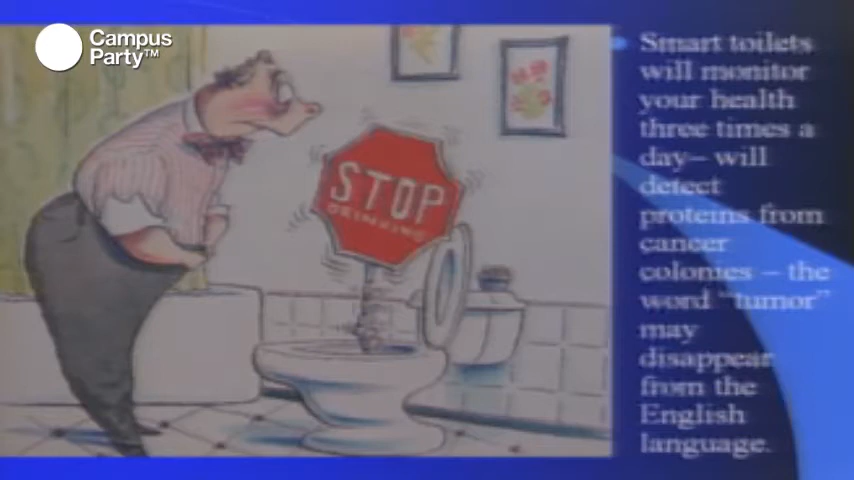 Campus
Party™
STOP
DRINKING
Smart toilets
will monitor
your health
three times a
day– will
detect
proteins from
cancer
colonies – the
word "tumor"
may
disappear
from the
English
language.